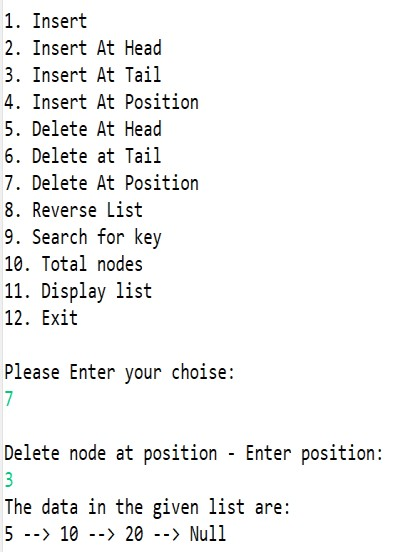 1. Insert
2. Insert At Head
3. Insert At Tail
4. Insert At Position
5. Delete At Head
6. Delete at Tail
7. Delete At Position
8. Reverse List
9. Search for key
10. Total nodes
11. Display list
12. Exit
Please Enter your choise:
7
Delete node at position - Enter position:
3
The data in the given list are:
5 --> 10 --> 20 --> Null